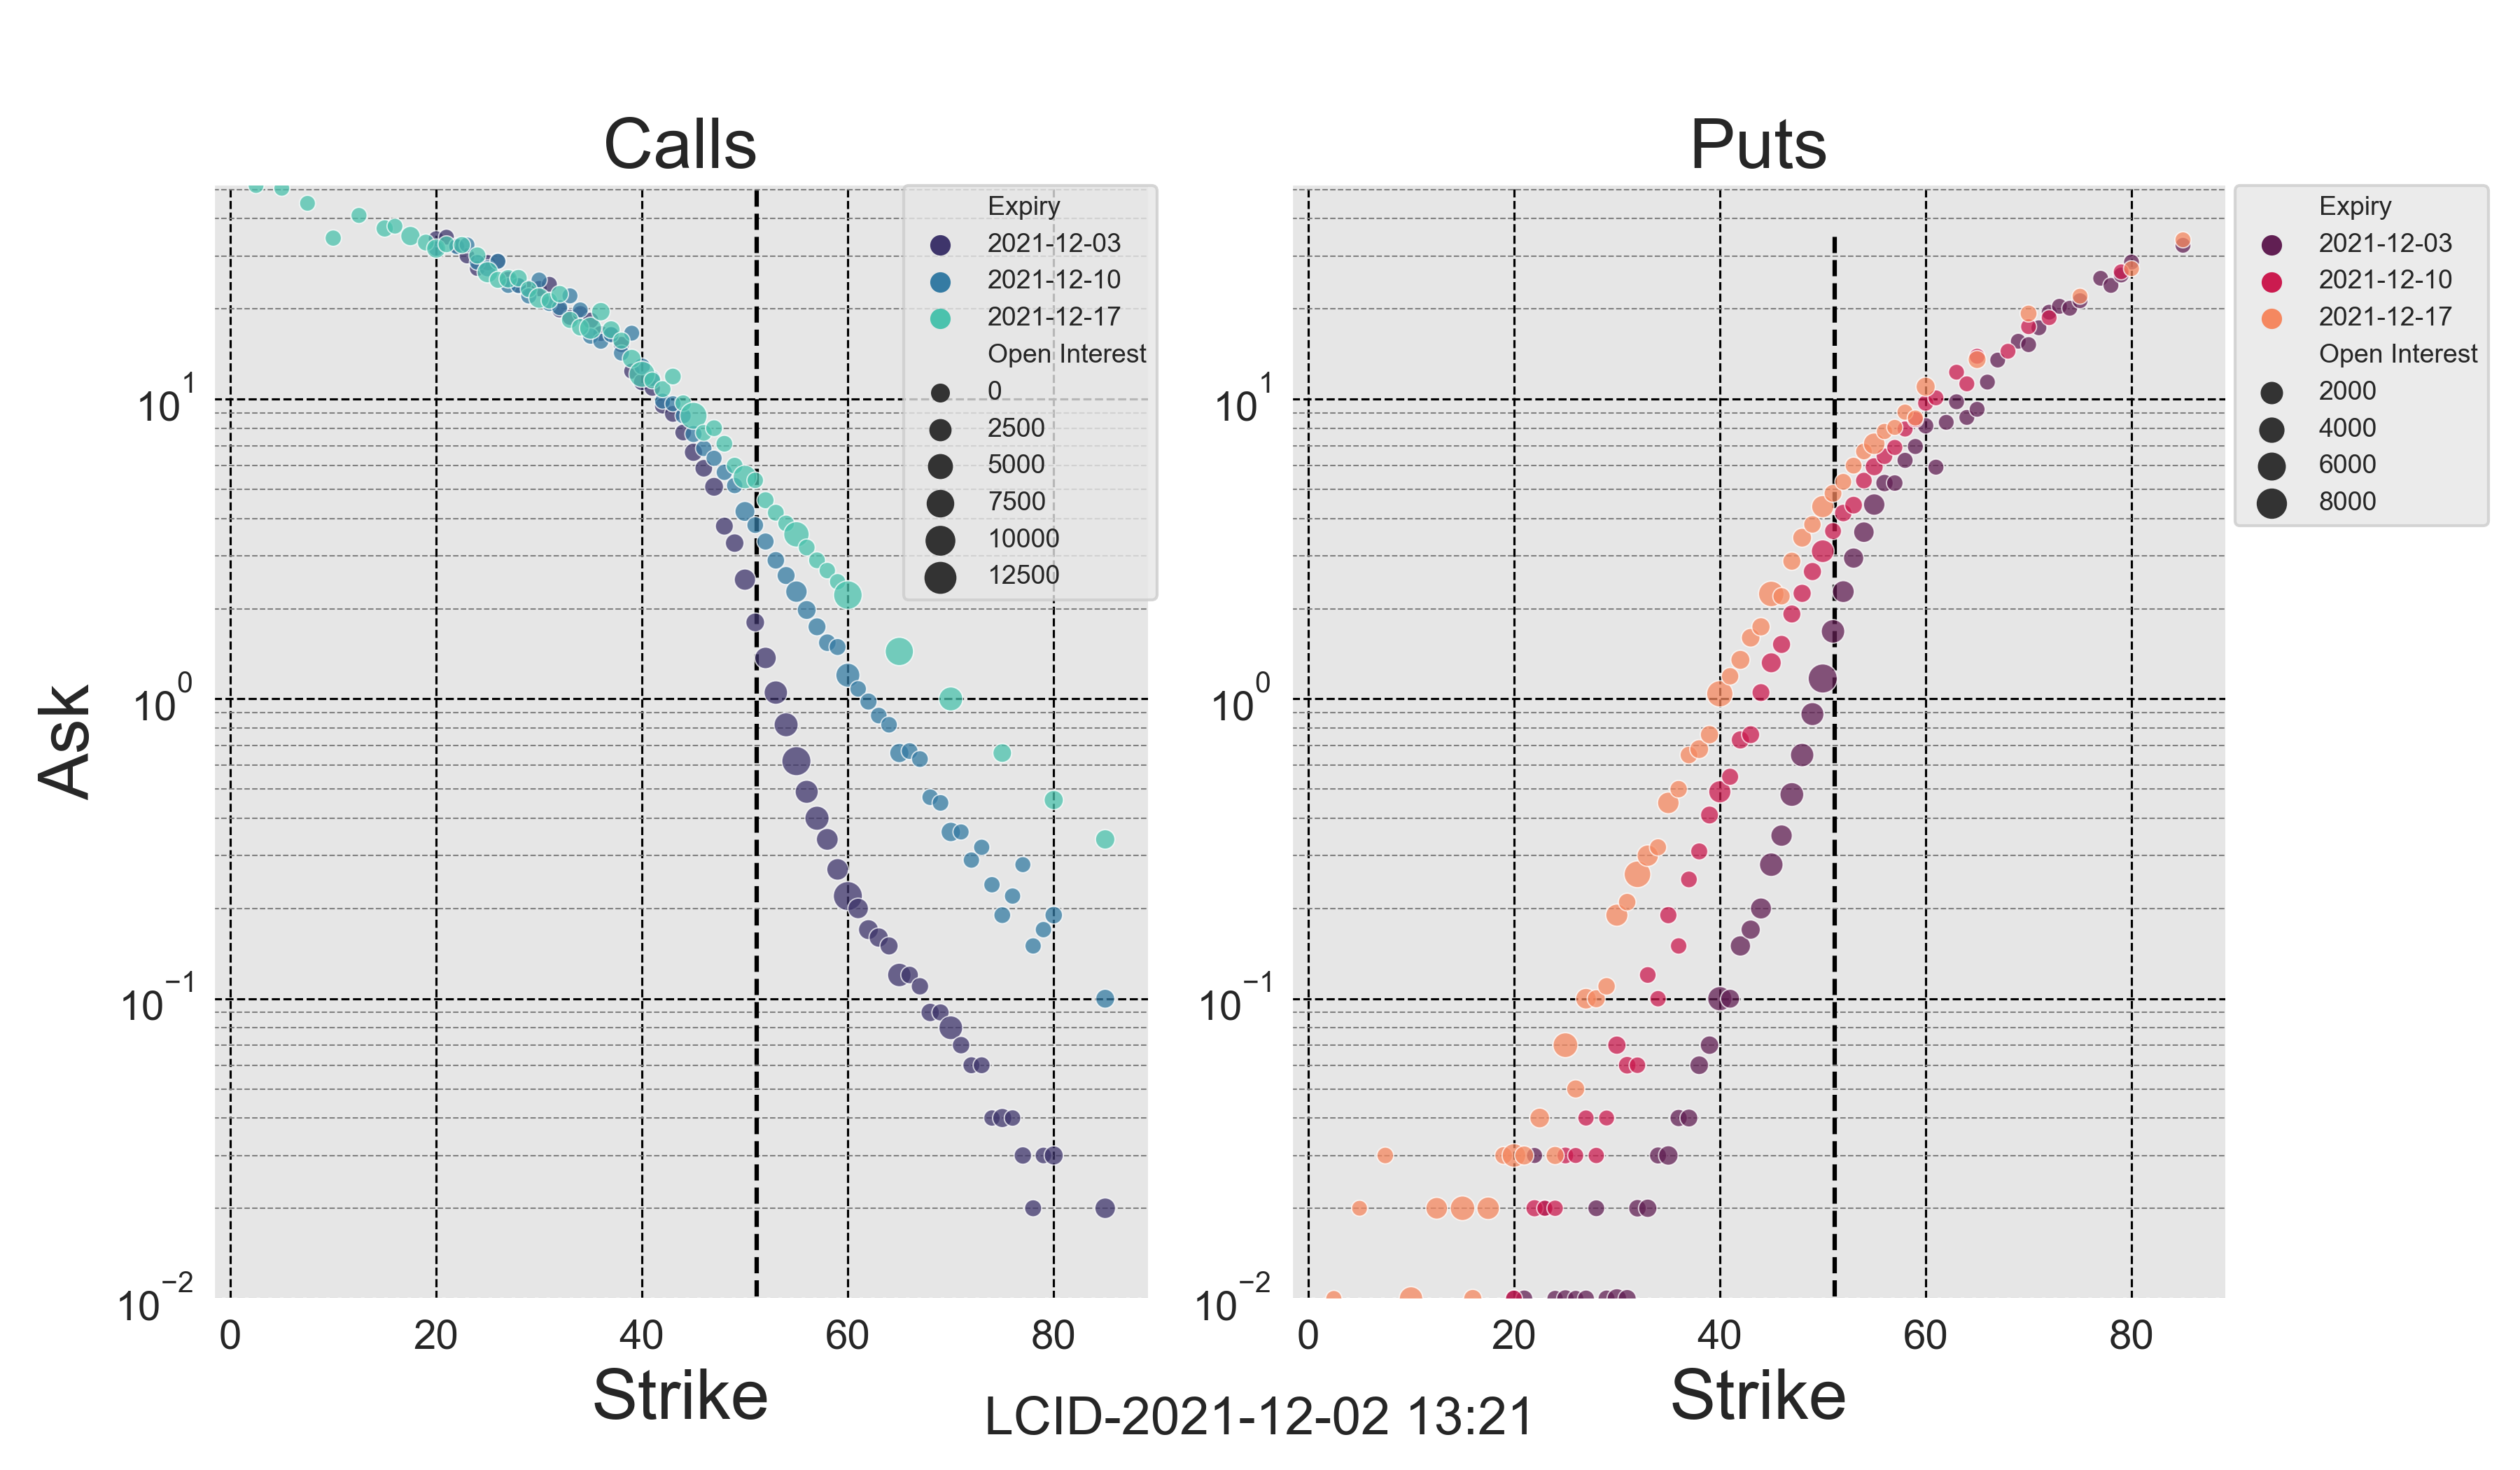 Calls
Puts
Ask
10^1
10^0
10^−1
10^−2
0 20 40 60 80
Strike
Expiry
2021-12-03
2021-12-10
2021-12-17
Open Interest
0
2500
5000
7500
10000
12500
10^1
10^0
10^−1
10^−2
0 20 40 60 80
Strike
Expiry
2021-12-03
2021-12-10
2021-12-17
Open Interest
2000
4000
6000
8000
LCID-2021-12-02 13:21